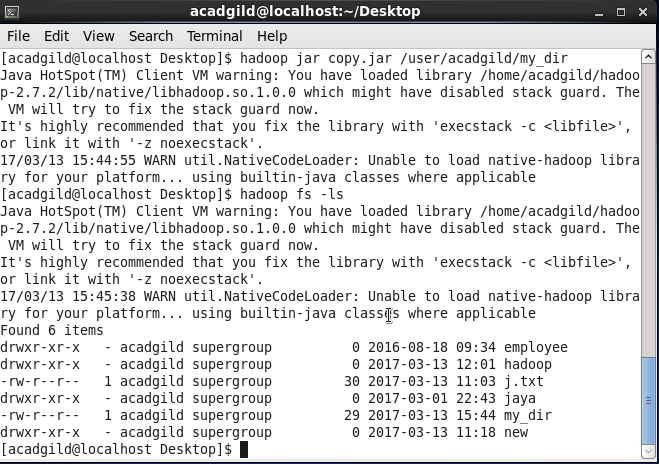 acadgild@localhost:~/Desktop
File Edit View Search Terminal Help
[acadgild@localhost Desktop]$ hadoop jar copy.jar /user/acadgild/my_dir
Java HotSpot(TM) Client VM warning: You have loaded library /home/acadgild/hadoo
p-2.7.2/lib/native/libhadoop.so.1.0.0 which might have disabled stack guard. The
 VM will try to fix the stack guard now.
It's highly recommended that you fix the library with 'execstack -c <libfile>',
or link it with '-z noexecstack'.
17/03/13 15:44:55 WARN util.NativeCodeLoader: Unable to load native-hadoop libra
ry for your platform... using builtin-java classes where applicable
[acadgild@localhost Desktop]$ hadoop fs -ls
Java HotSpot(TM) Client VM warning: You have loaded library /home/acadgild/hadoo
p-2.7.2/lib/native/libhadoop.so.1.0.0 which might have disabled stack guard. The
 VM will try to fix the stack guard now.
It's highly recommended that you fix the library with 'execstack -c <libfile>',
or link it with '-z noexecstack'.
17/03/13 15:45:38 WARN util.NativeCodeLoader: Unable to load native-hadoop libra
ry for your platform... using builtin-java classes where applicable
Found 6 items
drwxr-xr-x   - acadgild supergroup          0 2016-08-18 09:34 employee
drwxr-xr-x   - acadgild supergroup          0 2017-03-13 12:01 hadoop
-rw-r--r--   1 acadgild supergroup         30 2017-03-13 11:03 j.txt
drwxr-xr-x   - acadgild supergroup          0 2017-03-01 22:43 jaya
-rw-r--r--   1 acadgild supergroup         29 2017-03-13 15:44 my_dir
drwxr-xr-x   - acadgild supergroup          0 2017-03-13 11:18 new
[acadgild@localhost Desktop]$